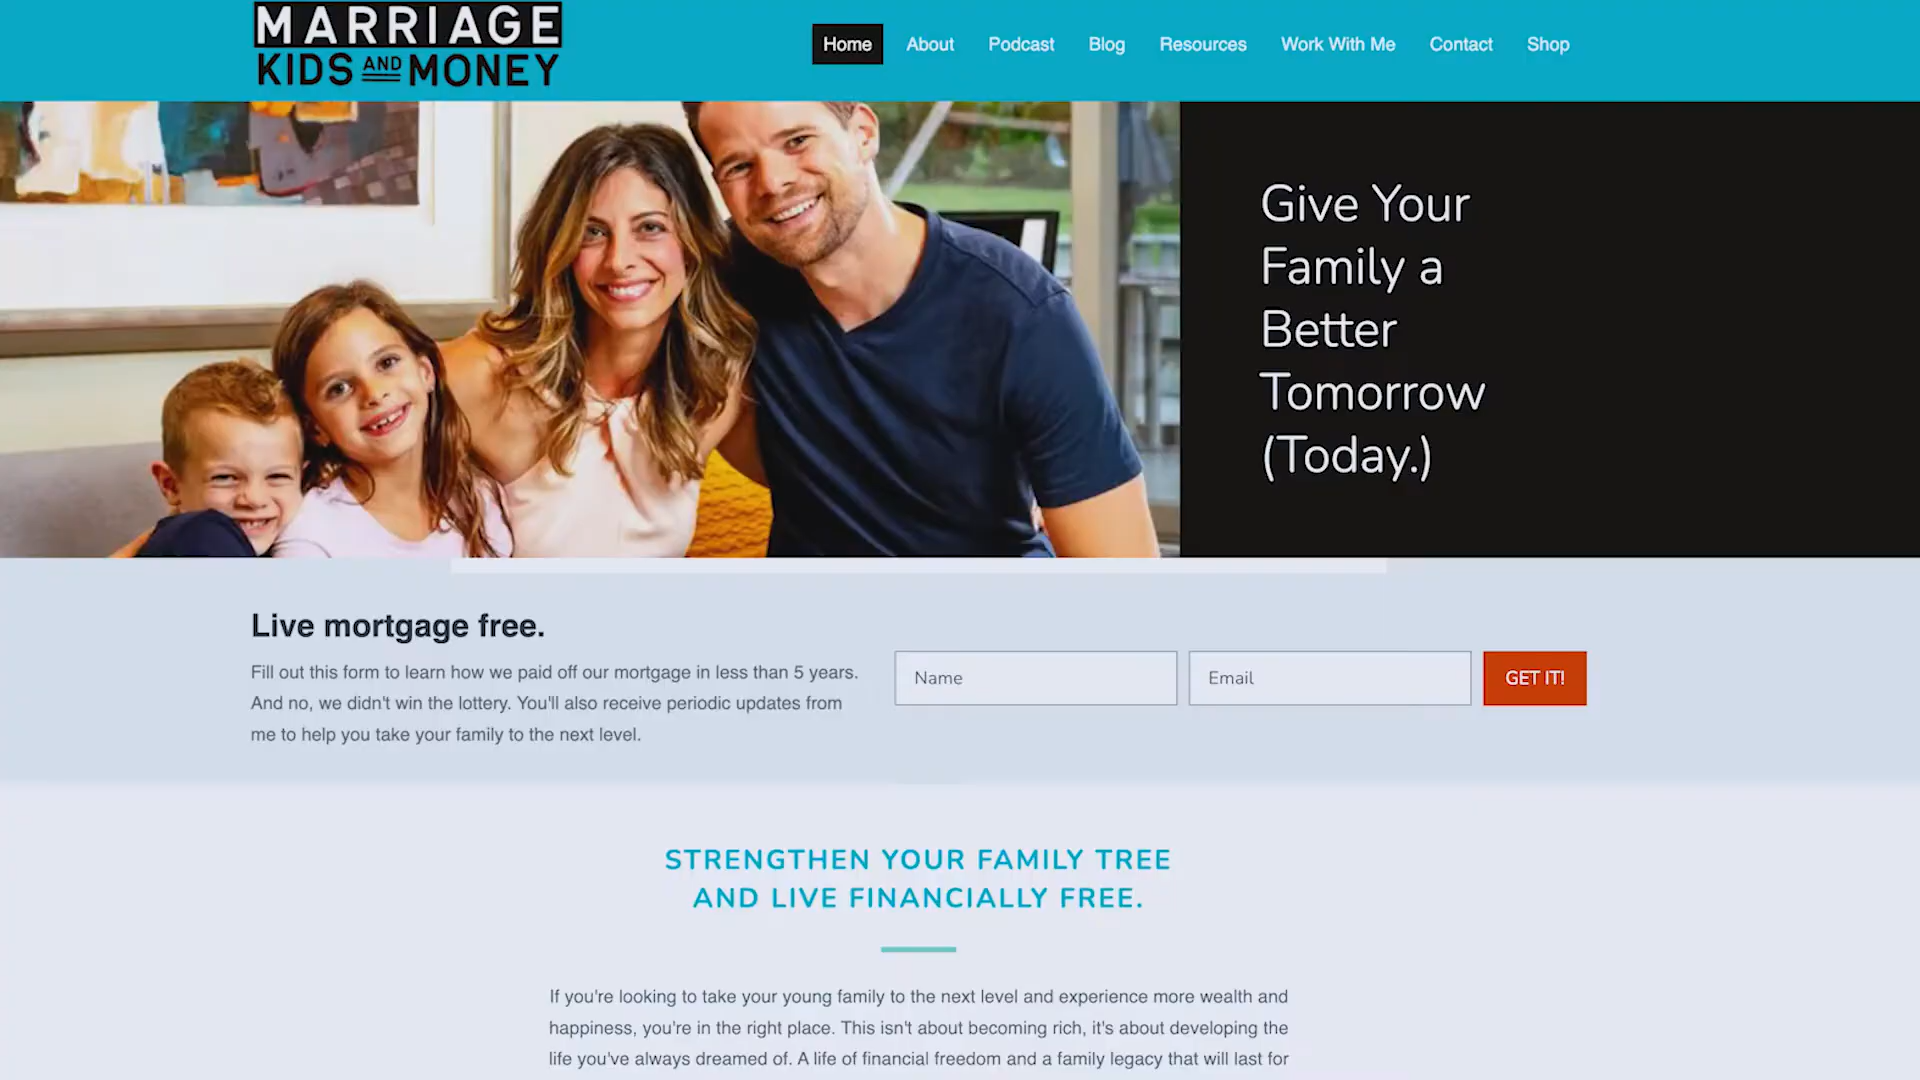 MARRIAGE
KIDS AND MONEY
Home About Podcast Blog Resources Work With Me Contact Shop
Give Your
Family a
Better
Tomorrow
(Today.)
Live mortgage free.
Fill out this form to learn how we paid off our mortgage in less than 5 years.
And no, we didn't win the lottery. You'll also receive periodic updates from
me to help you take your family to the next level.
Name Email GET IT!
STRENGTHEN YOUR FAMILY TREE
AND LIVE FINANCIALLY FREE.
If you're looking to take your young family to the next level and experience more wealth and
happiness, you're in the right place. This isn't about becoming rich, it's about developing the
life you've always dreamed of. A life of financial freedom and a family legacy that will last for